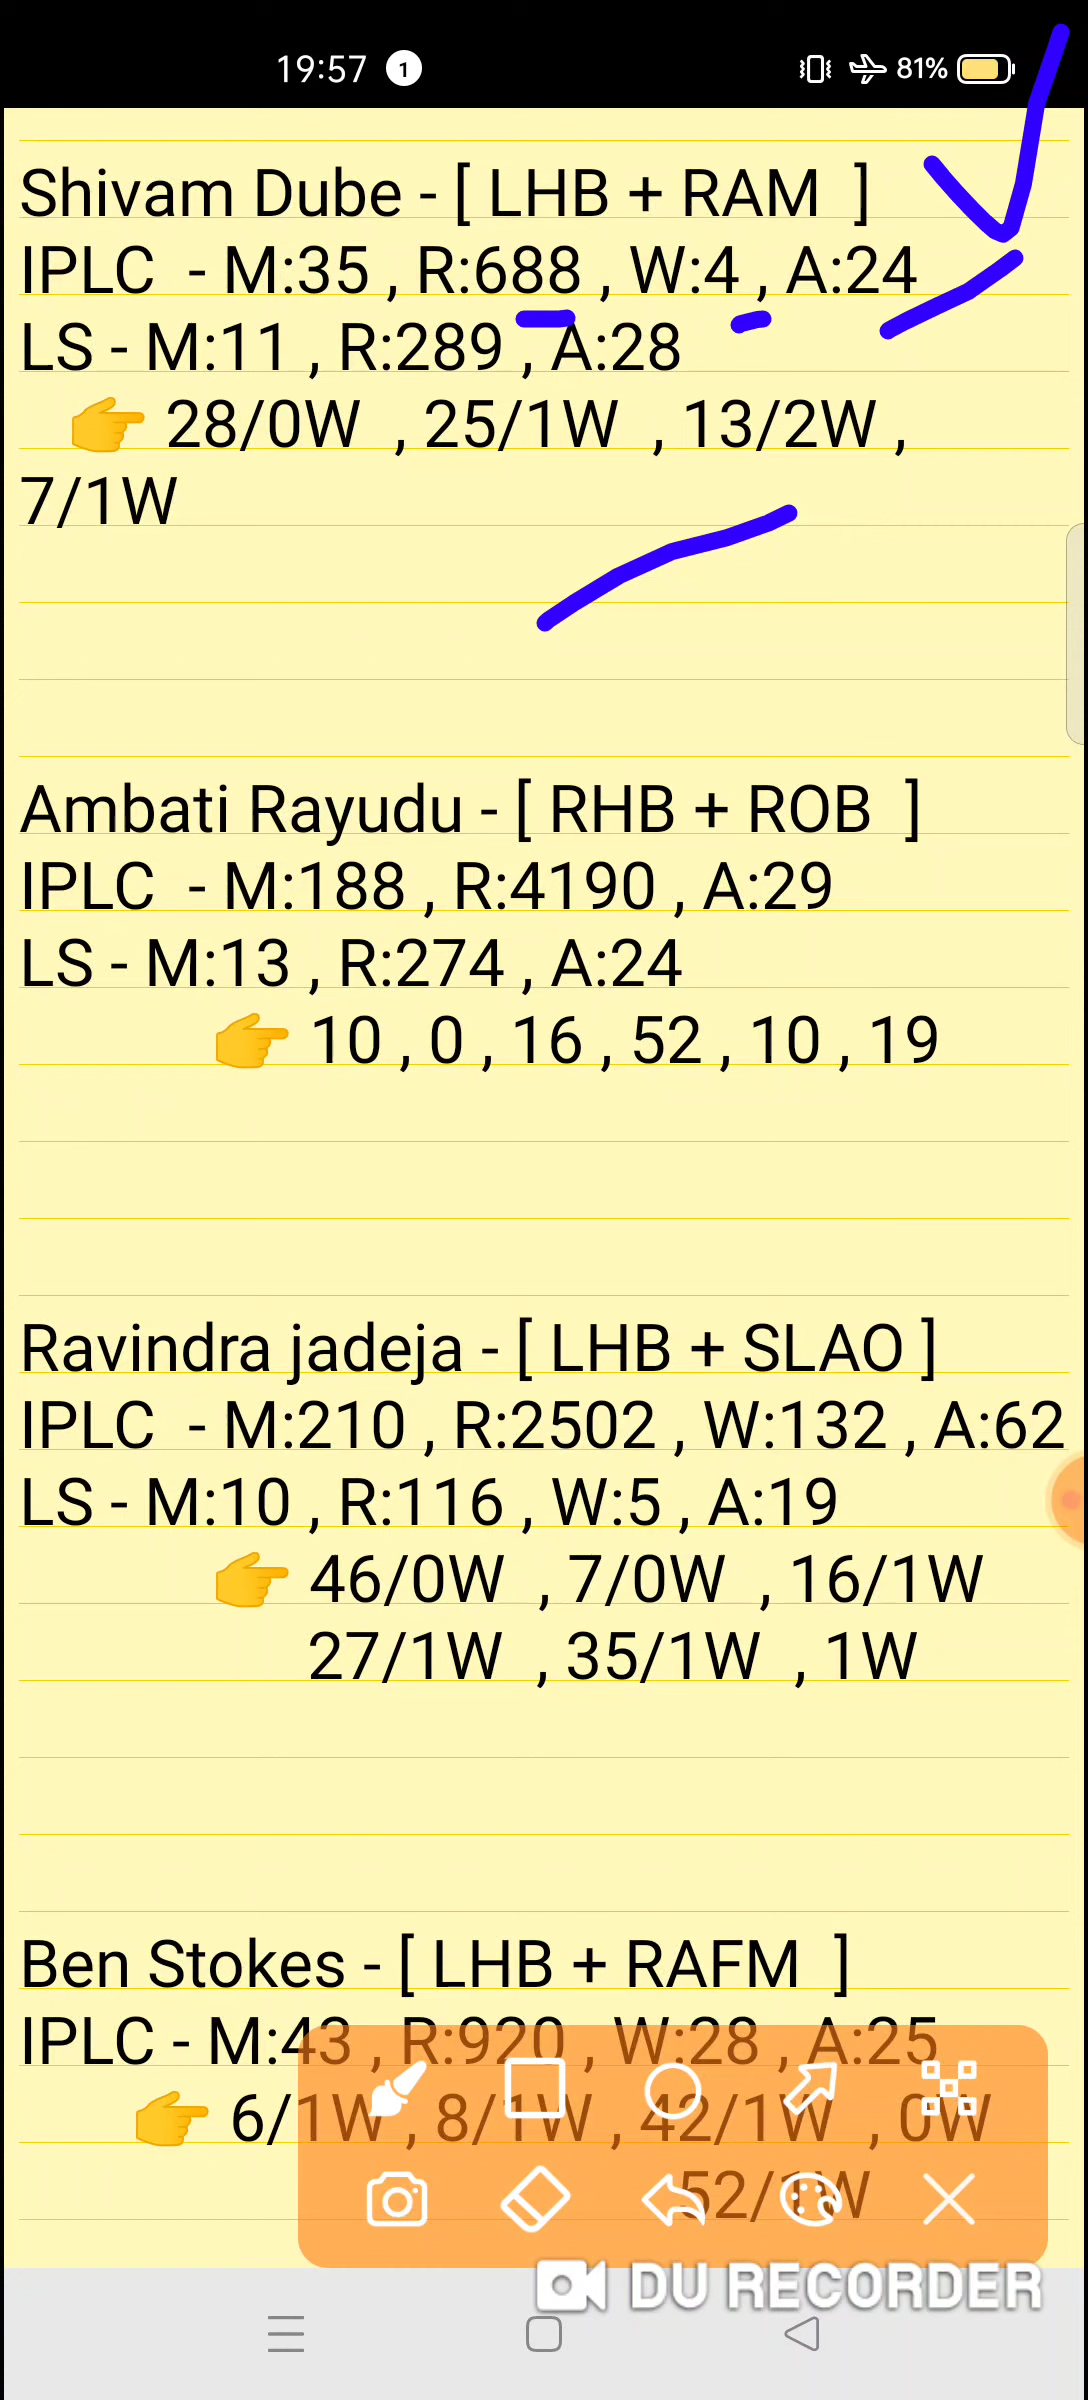 19:57 1 81%
Shivam Dube - [ LHB + RAM ]
IPLC - M:35 , R:688 , W:4 , A:24
LS - M:11 , R:289 , A:28
👉 28/0W , 25/1W , 13/2W ,
7/1W
Ambati Rayudu - [ RHB + ROB ]
IPLC - M:188 , R:4190 , A:29
LS - M:13 , R:274 , A:24
👉 10 , 0 , 16 , 52 , 10 , 19
Ravindra jadeja - [ LHB + SLAO ]
IPLC - M:210 , R:2502 , W:132 , A:62
LS - M:10 , R:116 , W:5 , A:19
👉 46/0W , 7/0W , 16/1W
27/1W , 35/1W , 1W
Ben Stokes - [ LHB + RAFM ]
IPLC - M:43 , R:920 , W:28 , A:25
👉 6/1W , 8/1W , 42/1W , 0W
52/1W
DU RECORDER